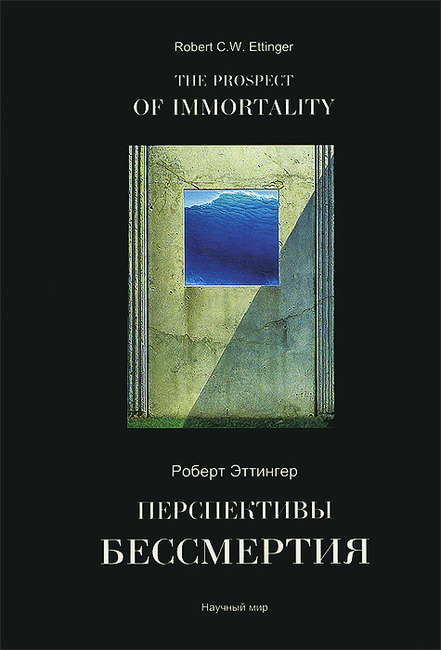 Robert C.W. Ettinger
THE PROSPECT
OF IMMORTALITY
Роберт Эттингер
ПЕРСПЕКТИВЫ
БЕССМЕРТИЯ
Научный мир